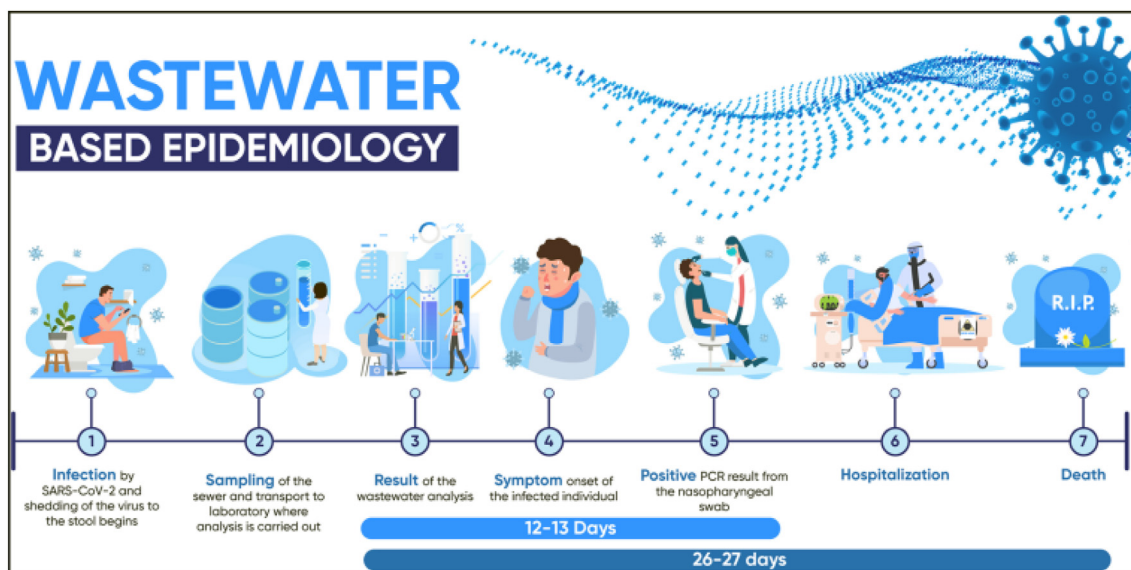 WASTEWATER
BASED EPIDEMIOLOGY
%
R.I.P.
1
2
3
4
5
6
7
Infection by
SARS-CoV-2 and
shedding of the virus to
the stool begins
Sampling of the
sewer and transport to
laboratory where
analysis is carried out
Result of the
wastewater analysis
Symptom onset of
the infected individual
Positive PCR result from
the nasopharyngeal
swab
Hospitalization
Death
12-13 Days
26-27 days